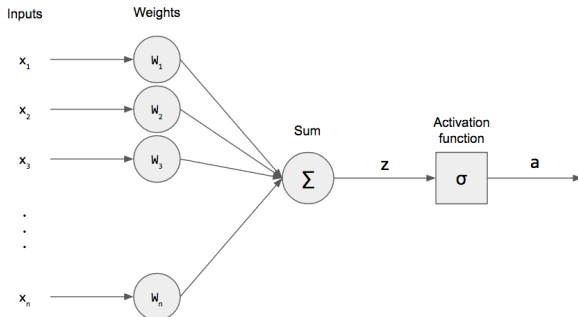 Inputs
Weights
x1
W1
x2
W2
x3
W3
.
.
.
xn
Wn
Sum
Σ
z
Activation
function
σ
a